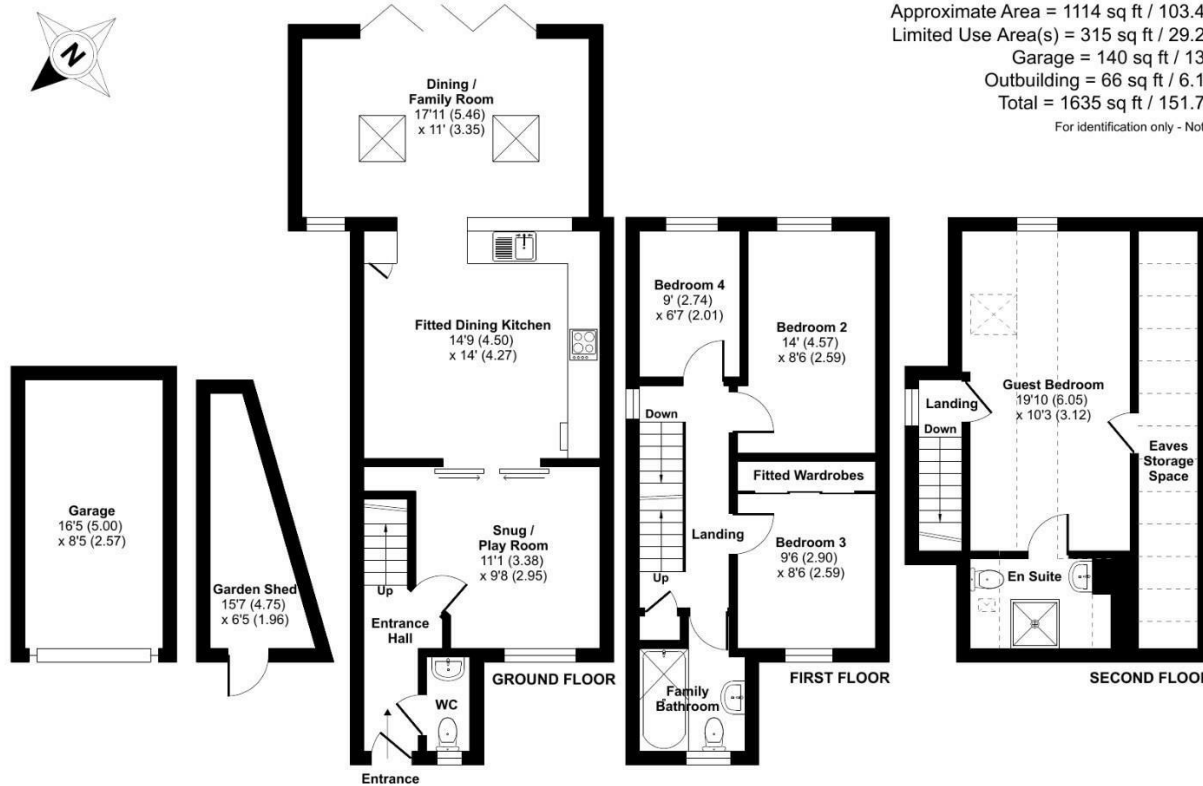 N
Approximate Area = 1114 sq ft / 103.4
Limited Use Area(s) = 315 sq ft / 29.2
Garage = 140 sq ft / 13
Outbuilding = 66 sq ft / 6.1
Total = 1635 sq ft / 151.7
For identification only - Not
Dining /
Family Room
17'11 (5.46)
x 11' (3.35)
Fitted Dining Kitchen
14'9 (4.50)
x 14' (4.27)
Snug /
Play Room
11'1 (3.38)
x 9'8 (2.95)
Up
Entrance
Hall
WC
Entrance
GROUND FLOOR
Garage
16'5 (5.00)
x 8'5 (2.57)
Garden Shed
15'7 (4.75)
x 6'5 (1.96)
Bedroom 4
9' (2.74)
x 6'7 (2.01)
Bedroom 2
14' (4.57)
x 8'6 (2.59)
Down
Fitted Wardrobes
Landing
Bedroom 3
9'6 (2.90)
x 8'6 (2.59)
Up
Family
Bathroom
FIRST FLOOR
Guest Bedroom
19'10 (6.05)
x 10'3 (3.12)
Landing
Down
Eaves
Storage
Space
En Suite
SECOND FLOOR